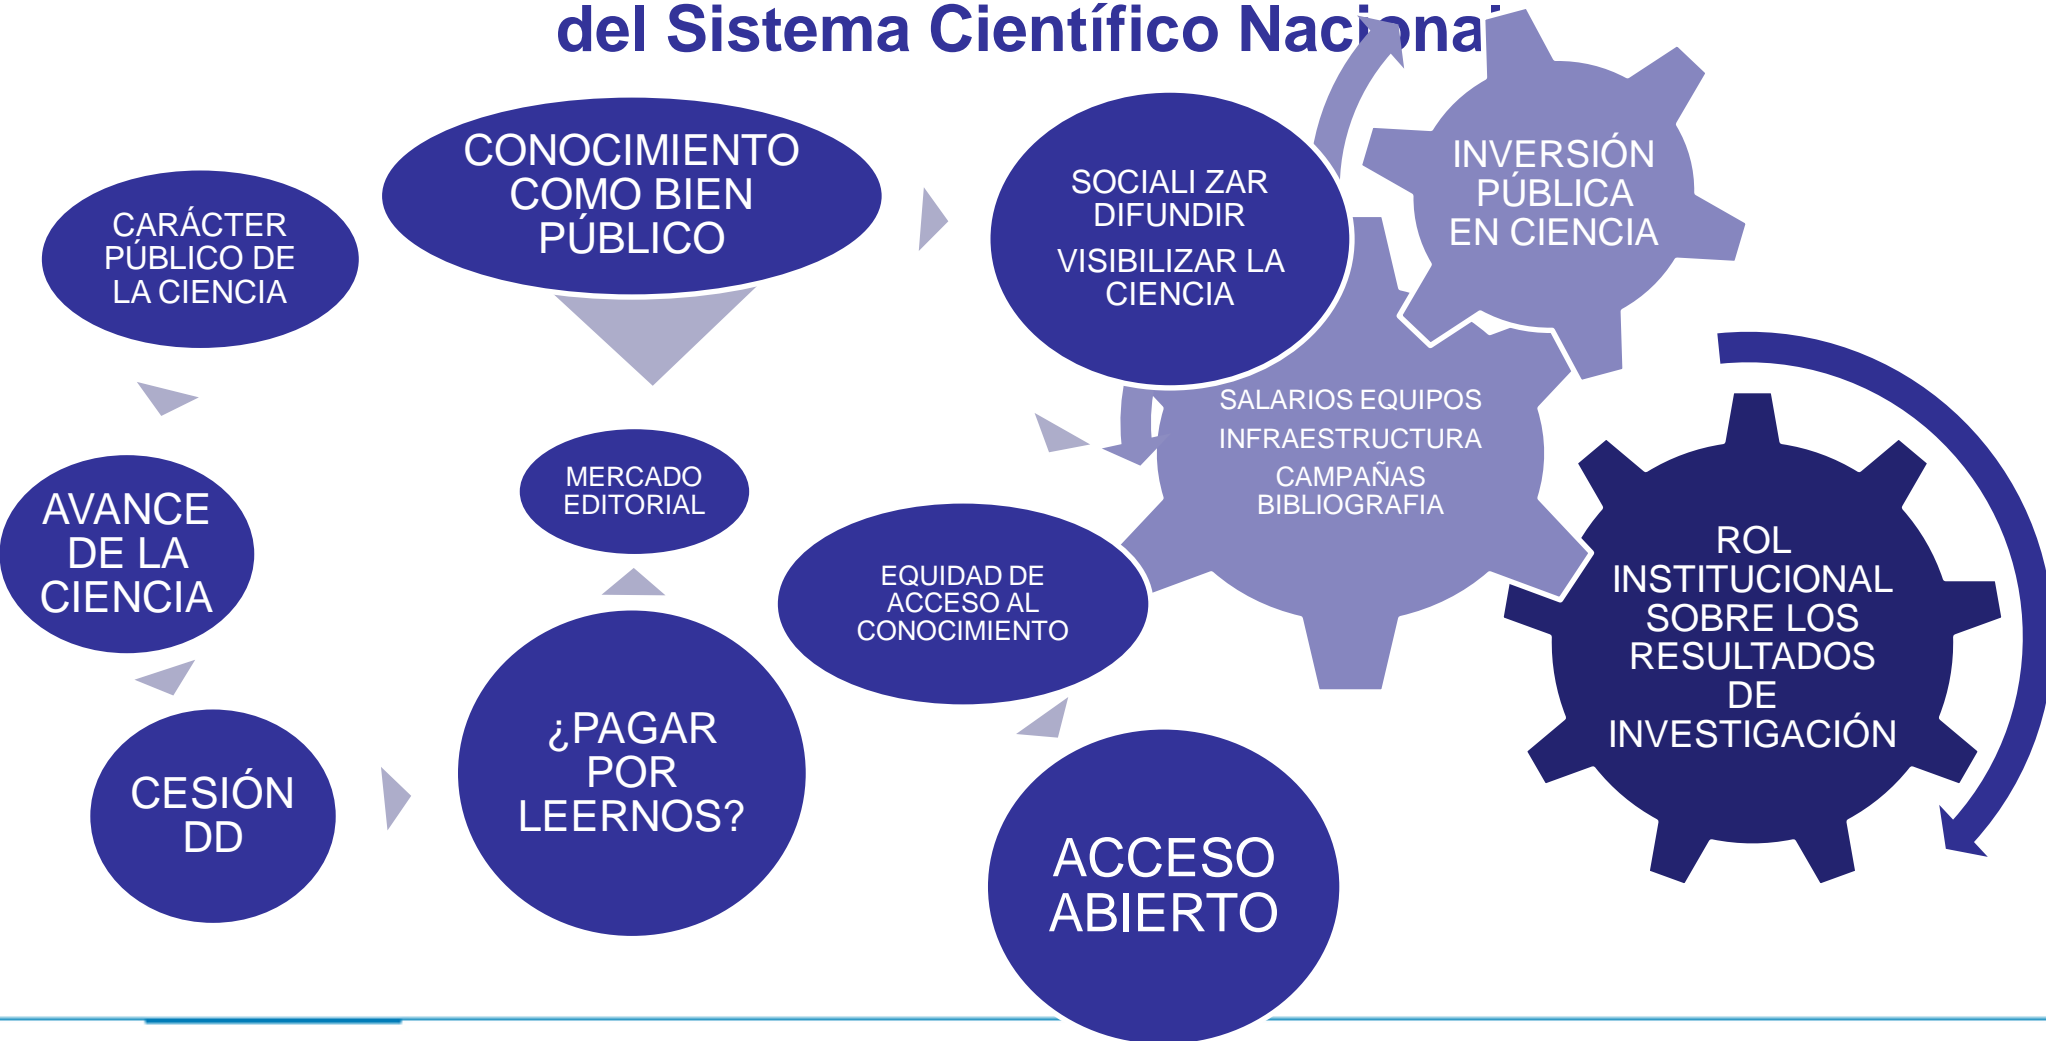 del Sistema Científico Nacional
CONOCIMIENTO
COMO BIEN
PÚBLICO
CARÁCTER
PÚBLICO DE
LA CIENCIA
SOCIALI ZAR
DIFUNDIR
VISIBILIZAR LA
CIENCIA
INVERSIÓN
PÚBLICA
EN CIENCIA
SALARIOS EQUIPOS
INFRAESTRUCTURA
CAMPAÑAS
BIBLIOGRAFIA
AVANCE
DE LA
CIENCIA
MERCADO
EDITORIAL
EQUIDAD DE
ACCESO AL
CONOCIMIENTO
ROL
INSTITUCIONAL
SOBRE LOS
RESULTADOS
DE
INVESTIGACIÓN
CESIÓN
DD
¿PAGAR
POR
LEERNOS?
ACCESO
ABIERTO